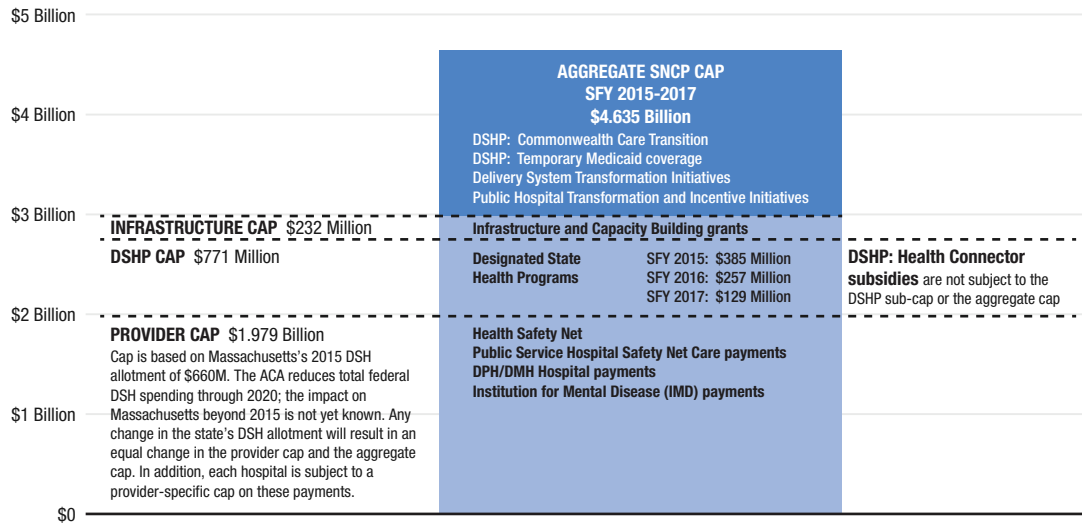 $5 Billion
AGGREGATE SNCP CAP
SFY 2015-2017
$4.635 Billion
$4 Billion
DSHP: Commonwealth Care Transition
DSHP: Temporary Medicaid coverage
Delivery System Transformation Initiatives
Public Hospital Transformation and Incentive Initiatives
$3 Billion
INFRASTRUCTURE CAP $232 Million
Infrastructure and Capacity Building grants
DSHP CAP $771 Million
Designated State
Health Programs
SFY 2015: $385 Million
SFY 2016: $257 Million
SFY 2017: $129 Million
DSHP: Health Connector
subsidies are not subject to the
DSHP sub-cap or the aggregate cap
$2 Billion
PROVIDER CAP $1.979 Billion
Cap is based on Massachusetts's 2015 DSH
allotment of $660M. The ACA reduces total federal
DSH spending through 2020; the impact on
Massachusetts beyond 2015 is not yet known. Any
change in the state's DSH allotment will result in an
equal change in the provider cap and the aggregate
cap. In addition, each hospital is subject to a
provider-specific cap on these payments.
Health Safety Net
Public Service Hospital Safety Net Care payments
DPH/DMH Hospital payments
Institution for Mental Disease (IMD) payments
$1 Billion
$0